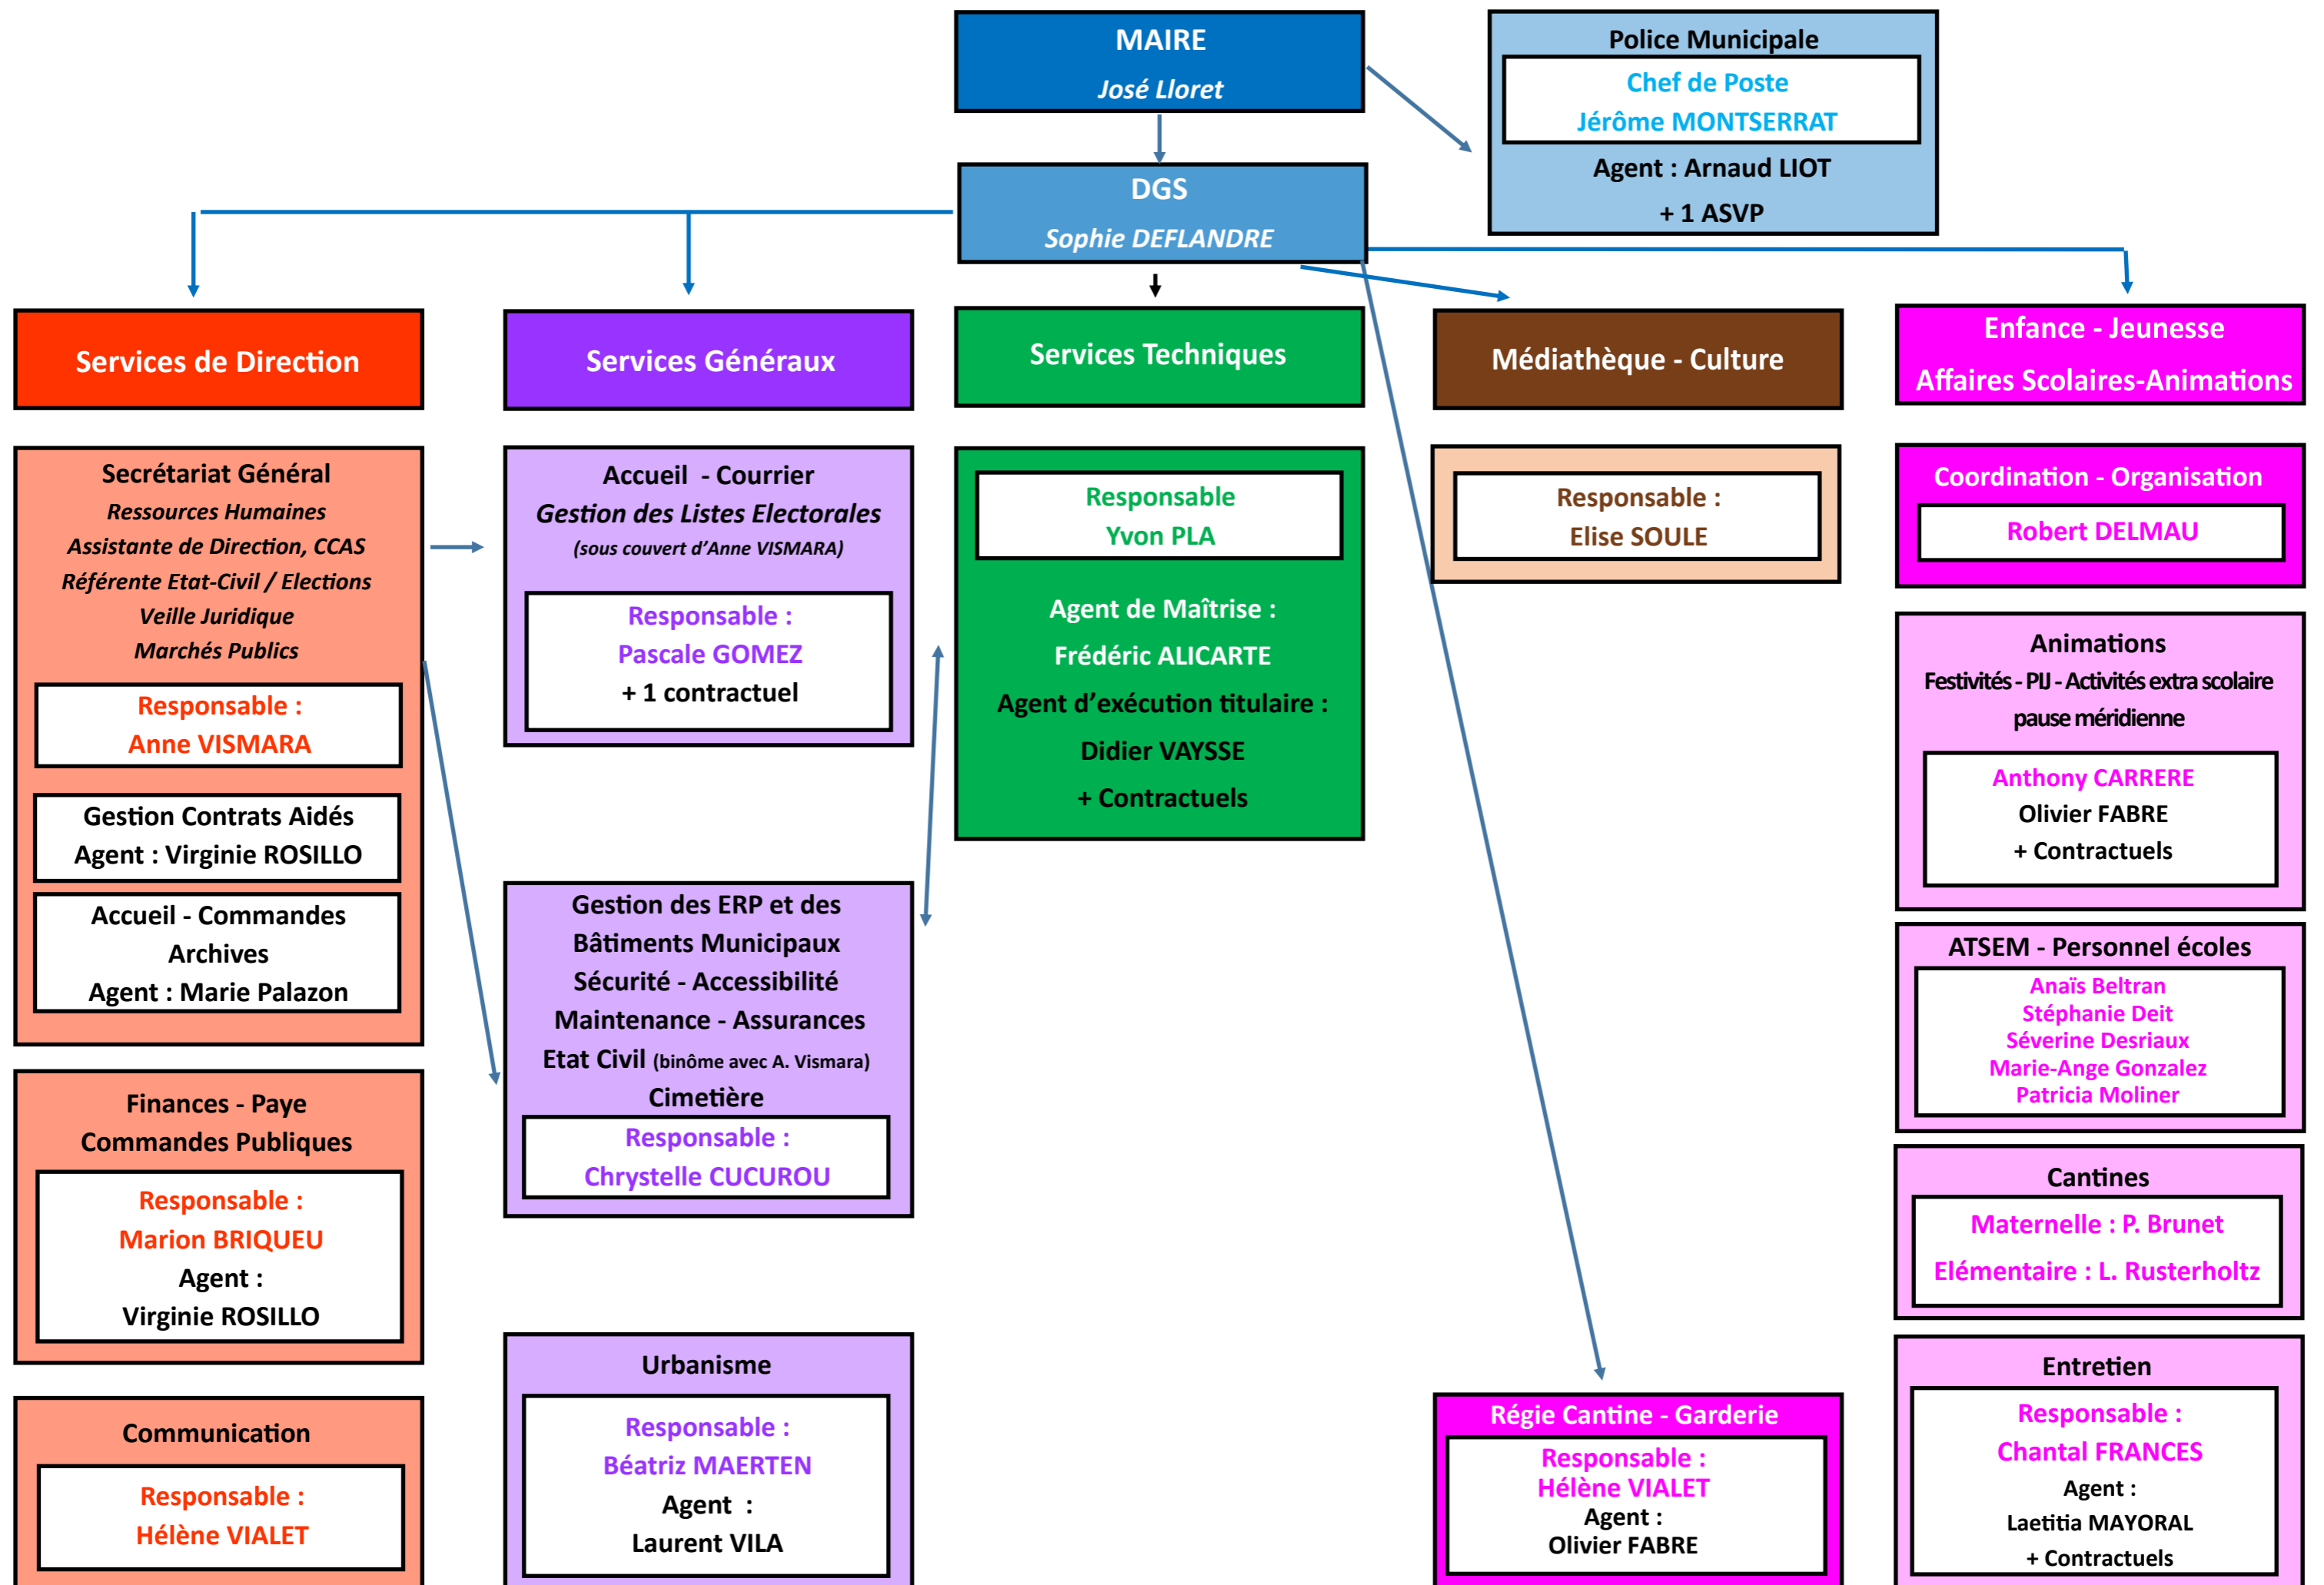 MAIRE
José Lloret
Police Municipale
Chef de Poste
Jérôme MONTSERRAT
Agent : Arnaud LIOT
+ 1 ASVP
DGS
Sophie DEFLANDRE
Services de Direction
Services Généraux
Services Techniques
Médiathèque - Culture
Enfance - Jeunesse
Affaires Scolaires-Animations
Secrétariat Général
Ressources Humaines
Assistante de Direction, CCAS
Référente Etat-Civil / Elections
Veille Juridique
Marchés Publics
Responsable :
Anne VISMARA
Gestion Contrats Aidés
Agent : Virginie ROSILLO
Accueil - Commandes
Archives
Agent : Marie Palazon
Finances - Paye
Commandes Publiques
Responsable :
Marion BRIQUEU
Agent :
Virginie ROSILLO
Communication
Responsable :
Hélène VIALET
Accueil - Courrier
Gestion des Listes Electorales
(sous couvert d'Anne VISMARA)
Responsable :
Pascale GOMEZ
+ 1 contractuel
Gestion des ERP et des
Bâtiments Municipaux
Sécurité - Accessibilité
Maintenance - Assurances
Etat Civil (binôme avec A. Vismara)
Cimetière
Responsable :
Chrystelle CUCUROU
Urbanisme
Responsable :
Béatriz MAERTEN
Agent :
Laurent VILA
Responsable
Yvon PLA
Agent de Maîtrise :
Frédéric ALICARTE
Agent d'exécution titulaire :
Didier VAYSSE
+ Contractuels
Responsable :
Elise SOULE
Régie Cantine - Garderie
Responsable :
Hélène VIALET
Agent :
Olivier FABRE
Coordination - Organisation
Robert DELMAU
Animations
Festivités - PIJ - Activités extra scolaire
pause méridienne
Anthony CARRERE
Olivier FABRE
+ Contractuels
ATSEM - Personnel écoles
Anaïs Beltran
Stéphanie Deit
Séverine Desriaux
Marie-Ange Gonzalez
Patricia Moliner
Cantines
Maternelle : P. Brunet
Elémentaire : L. Rusterholtz
Entretien
Responsable :
Chantal FRANCES
Agent :
Laetitia MAYORAL
+ Contractuels